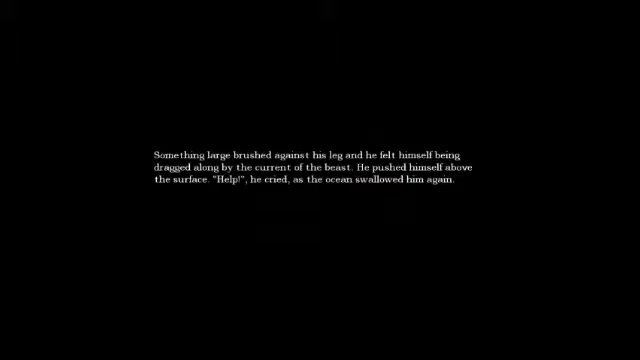 Something large brushed against his leg and he felt himself being
dragged along by the current of the beast. He pushed himself above
the surface. "Help!", he cried, as the ocean swallowed him again.